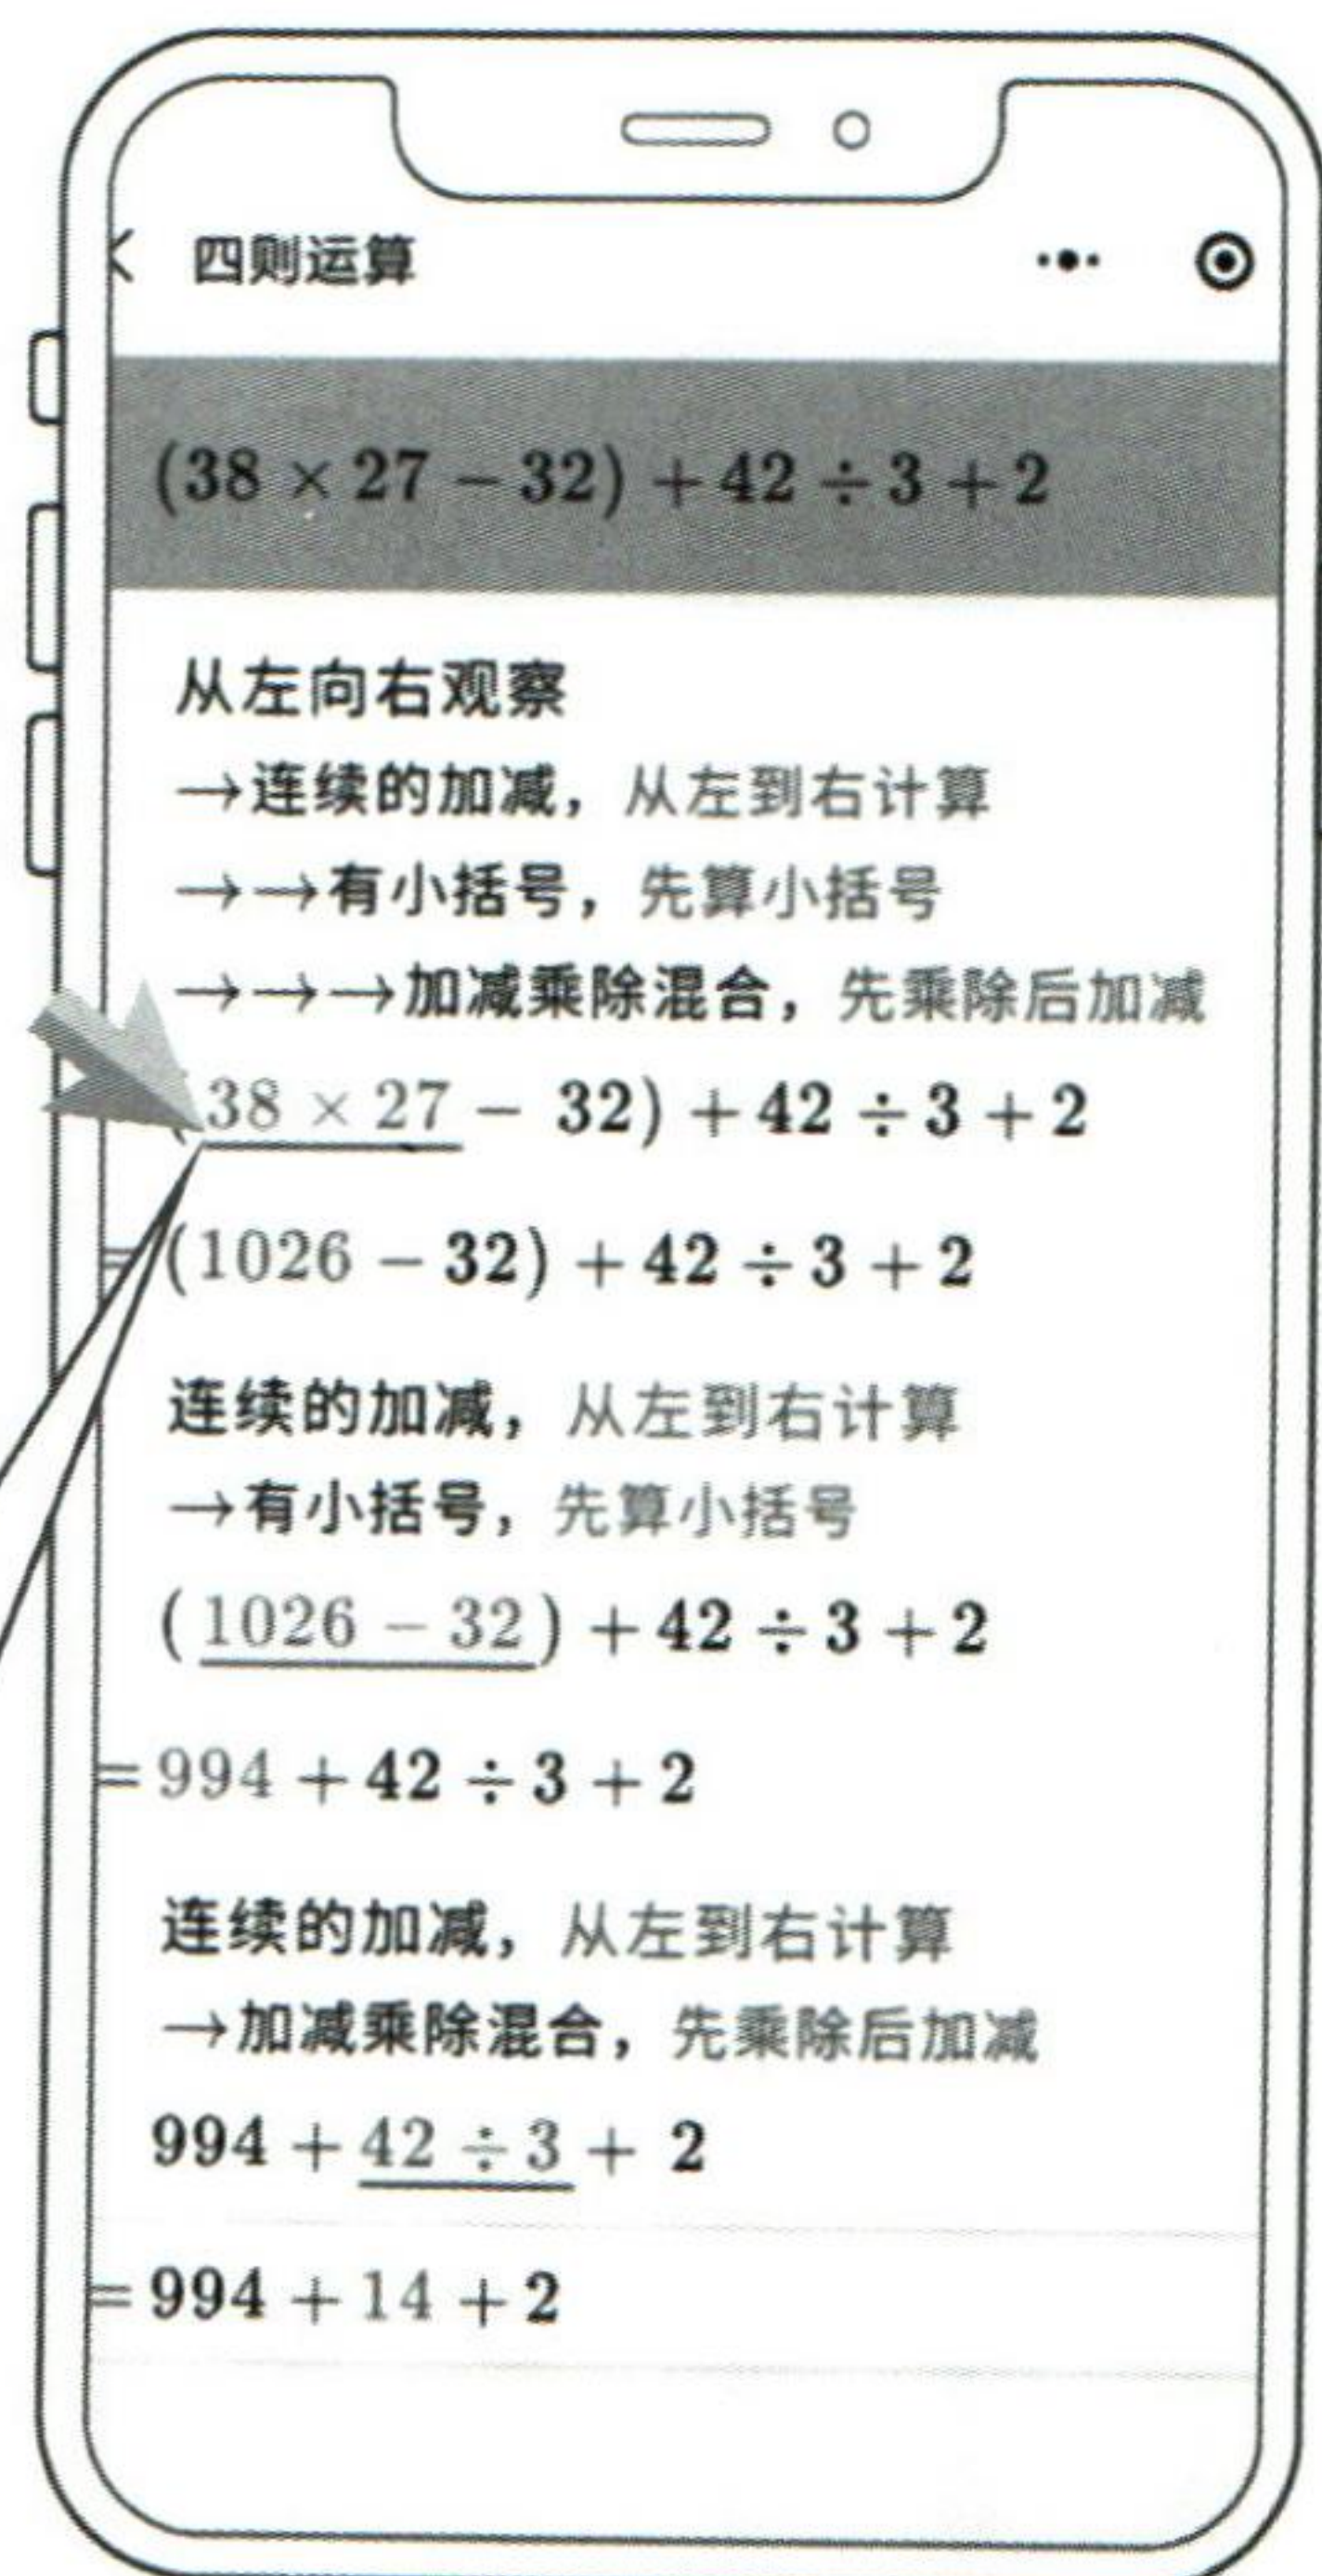 四则运算
(38 × 27 − 32) + 42 ÷ 3 + 2
从左向右观察
→连续的加减，从左到右计算
→→有小括号，先算小括号
→→→加减乘除混合，先乘除后加减
(38 × 27 − 32) + 42 ÷ 3 + 2
=(1026 − 32) + 42 ÷ 3 + 2
连续的加减，从左到右计算
→有小括号，先算小括号
(1026 − 32) + 42 ÷ 3 + 2
=994 + 42 ÷ 3 + 2
连续的加减，从左到右计算
→加减乘除混合，先乘除后加减
994 + 42 ÷ 3 + 2
=994 + 14 + 2